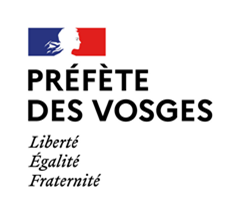 PRÉFÈTE
DES VOSGES
Liberté
Égalité
Fraternité